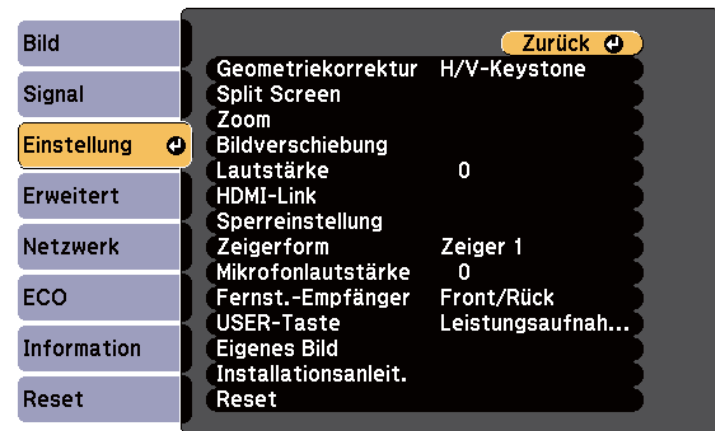 Bild
Signal
Einstellung
Erweitert
Netzwerk
ECO
Information
Reset
Zurück
Geometriekorrektur H/V-Keystone
Split Screen
Zoom
Bildverschiebung
Lautstärke 0
HDMI-Link
Sperreinstellung
Zeigerform Zeiger 1
Mikrofonlautstärke 0
Fernst.-Empfänger Front/Rück
USER-Taste Leistungsaufnah...
Eigenes Bild
Installationsanleit.
Reset